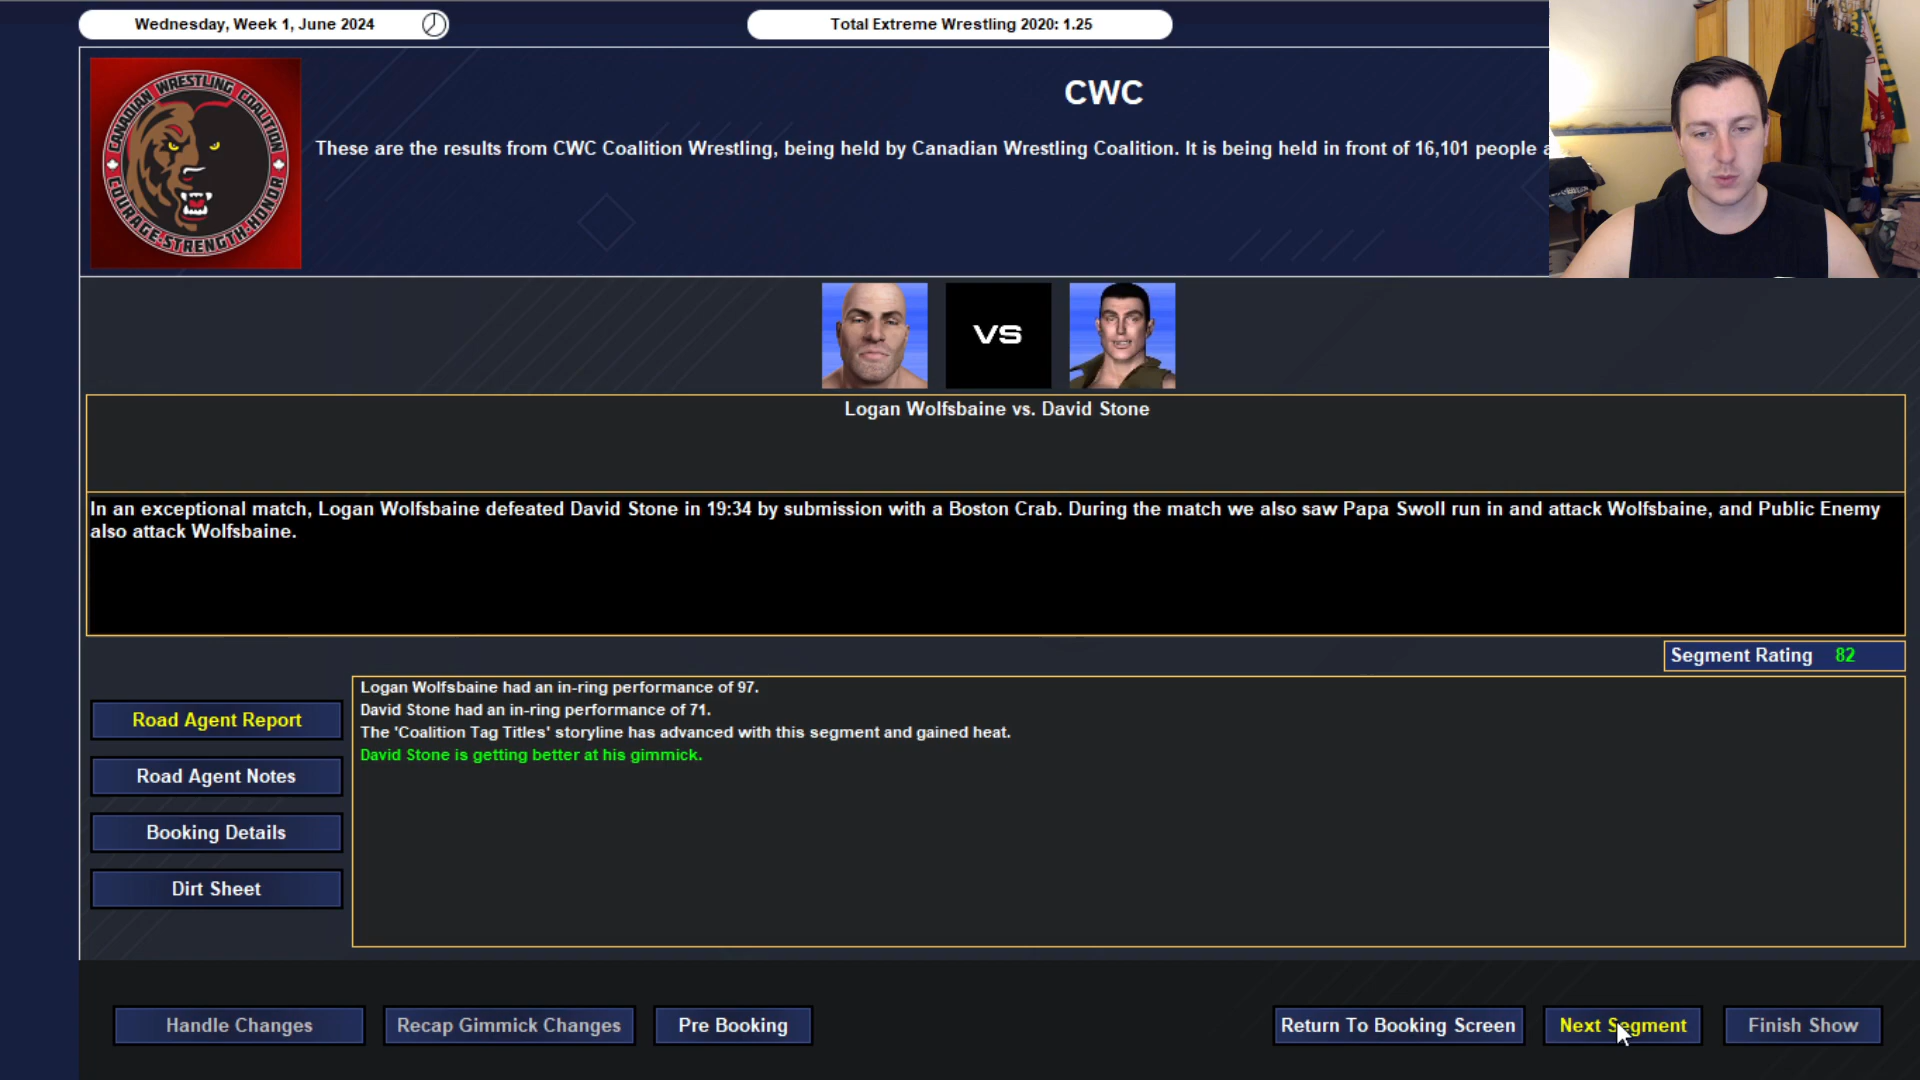 Wednesday, Week 1, June 2024
Total Extreme Wrestling 2020: 1.25
CANADIAN WRESTLING COALITION
COURAGE·STRENGTH·HONOR
CWC
These are the results from CWC Coalition Wrestling, being held by Canadian Wrestling Coalition. It is being held in front of 16,101 people
VS
Logan Wolfsbaine vs. David Stone
In an exceptional match, Logan Wolfsbaine defeated David Stone in 19:34 by submission with a Boston Crab. During the match we also saw Papa Swoll run in and attack Wolfsbaine, and Public Enemy
also attack Wolfsbaine.
Segment Rating 82
Road Agent Report
Road Agent Notes
Booking Details
Dirt Sheet
Logan Wolfsbaine had an in-ring performance of 97.
David Stone had an in-ring performance of 71.
The 'Coalition Tag Titles' storyline has advanced with this segment and gained heat.
David Stone is getting better at his gimmick.
Handle Changes
Recap Gimmick Changes
Pre Booking
Return To Booking Screen
Next Segment
Finish Show